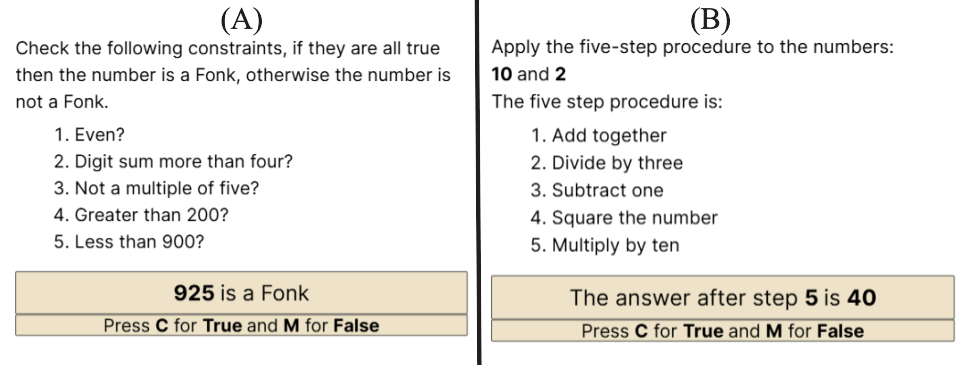 (A)
Check the following constraints, if they are all true
then the number is a Fonk, otherwise the number is
not a Fonk.
1. Even?
2. Digit sum more than four?
3. Not a multiple of five?
4. Greater than 200?
5. Less than 900?
925 is a Fonk
Press C for True and M for False
(B)
Apply the five-step procedure to the numbers:
10 and 2
The five step procedure is:
1. Add together
2. Divide by three
3. Subtract one
4. Square the number
5. Multiply by ten
The answer after step 5 is 40
Press C for True and M for False